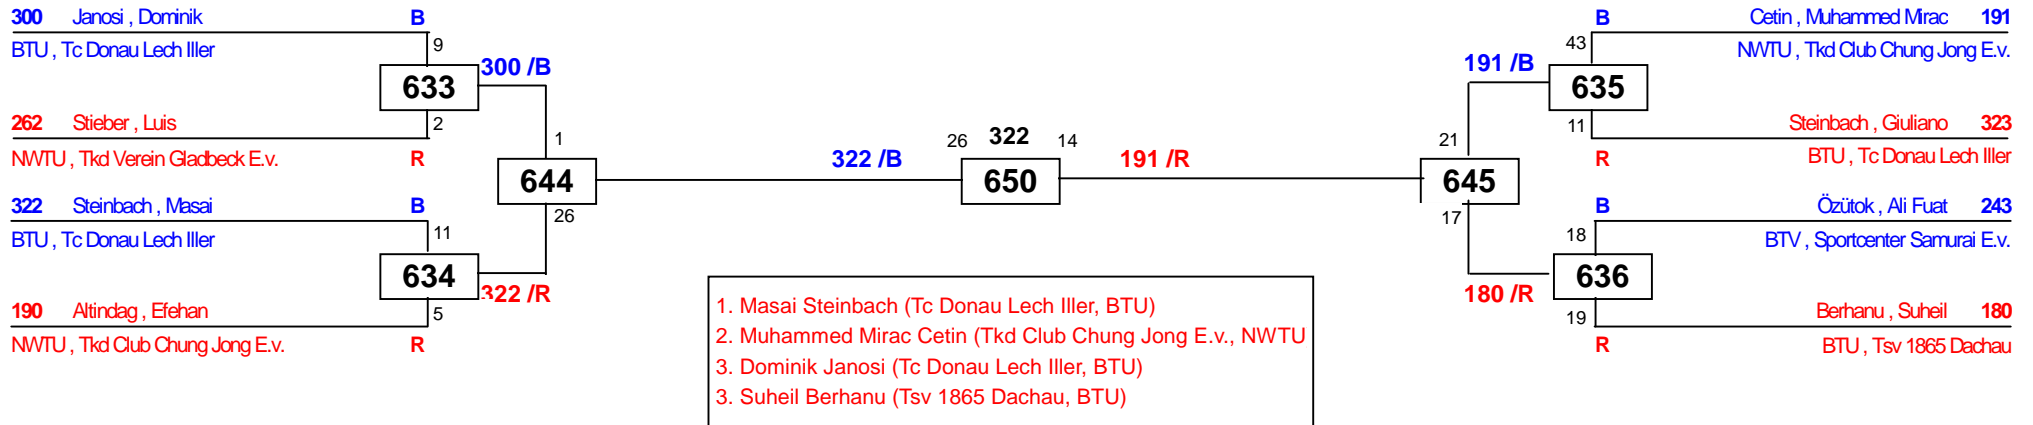 300 Janosi , Dominik B
BTU , Tc Donau Lech Iller
9
633
300 /B
2
262 Stieber , Luis
NWTU , Tkd Verein Gladbeck E.v. R
1
644
26
322 Steinbach , Masai B
BTU , Tc Donau Lech Iller
11
634
322 /R
5
190 Altindag , Efehan
NWTU , Tkd Club Chung Jong E.v. R
322 /B
26 322 14
650
191 /R
B Cetin , Muhammed Mirac 191
NWTU , Tkd Club Chung Jong E.v.
43
191 /B
635
11
Steinbach , Giuliano 323
R BTU , Tc Donau Lech Iller
21
645
17
B Özütok , Ali Fuat 243
BTV , Sportcenter Samurai E.v.
18
636
180 /R
19
Berhanu , Suheil 180
R BTU , Tsv 1865 Dachau
1. Masai Steinbach (Tc Donau Lech Iller, BTU)
2. Muhammed Mirac Cetin (Tkd Club Chung Jong E.v., NWTU
3. Dominik Janosi (Tc Donau Lech Iller, BTU)
3. Suheil Berhanu (Tsv 1865 Dachau, BTU)